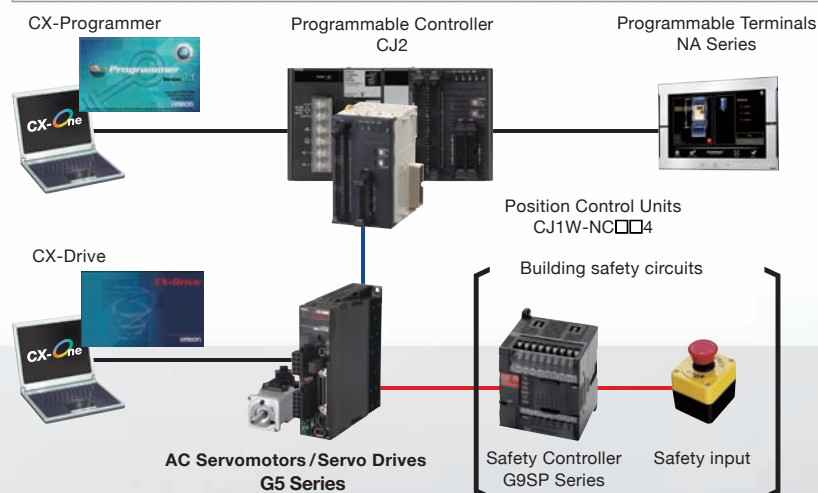 CX-Programmer
Programmable Controller
CJ2
Programmable Terminals
NA Series
Programmer
OMRON
CX-One
Position Control Units
CJ1W-NC□□4
CX-Drive
Building safety circuits
CX-Drive
OMRON
CX-One
AC Servomotors/Servo Drives
G5 Series
Safety Controller
G9SP Series
Safety input